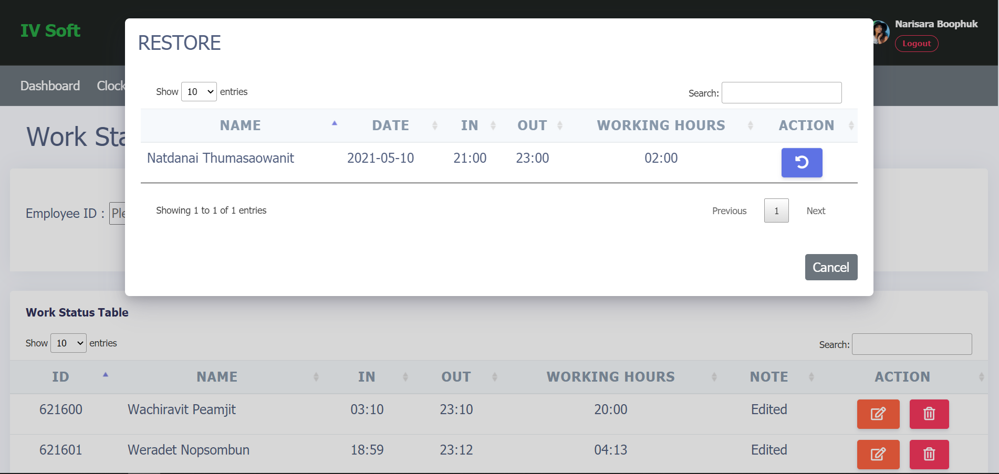 IV Soft
Narisara Boophuk
Logout
Dashboard Clock
RESTORE
Show 10 entries Search:
NAME DATE IN OUT WORKING HOURS ACTION
Natdanai Thumasaowanit 2021-05-10 21:00 23:00 02:00
Showing 1 to 1 of 1 entries Previous 1 Next
Cancel
Work Sta
Employee ID : Ple
Work Status Table
Show 10 entries Search:
ID NAME IN OUT WORKING HOURS NOTE ACTION
621600 Wachiravit Peamjit 03:10 23:10 20:00 Edited
621601 Weradet Nopsombun 18:59 23:12 04:13 Edited